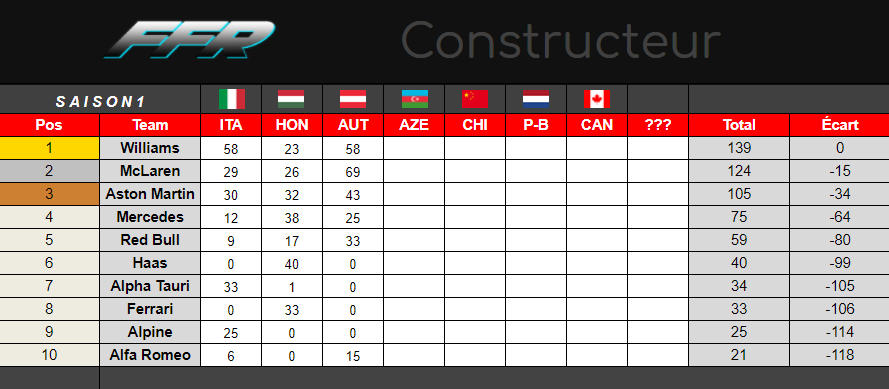 FFR Constructeur
SAISON1
Pos Team ITA HON AUT AZE CHI P-B CAN ??? Total Écart
1 Williams 58 23 58 139 0
2 McLaren 29 26 69 124 -15
3 Aston Martin 30 32 43 105 -34
4 Mercedes 12 38 25 75 -64
5 Red Bull 9 17 33 59 -80
6 Haas 0 40 0 40 -99
7 Alpha Tauri 33 1 0 34 -105
8 Ferrari 0 33 0 33 -106
9 Alpine 25 0 0 25 -114
10 Alfa Romeo 6 0 15 21 -118